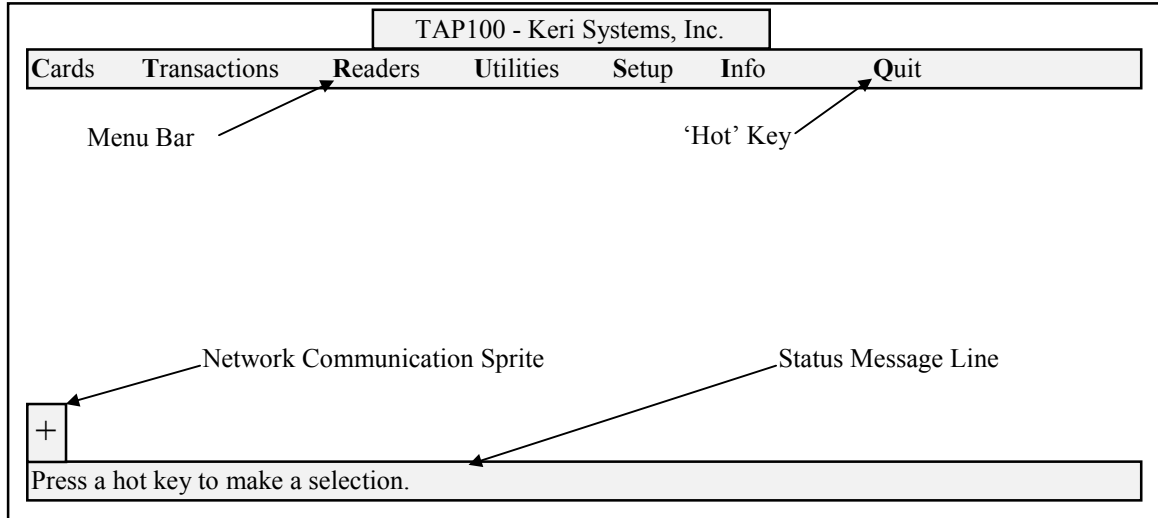 TAP100 - Keri Systems, Inc.
Cards Transactions Readers Utilities Setup Info Quit
Menu Bar ‘Hot’ Key
Network Communication Sprite Status Message Line
+
Press a hot key to make a selection.